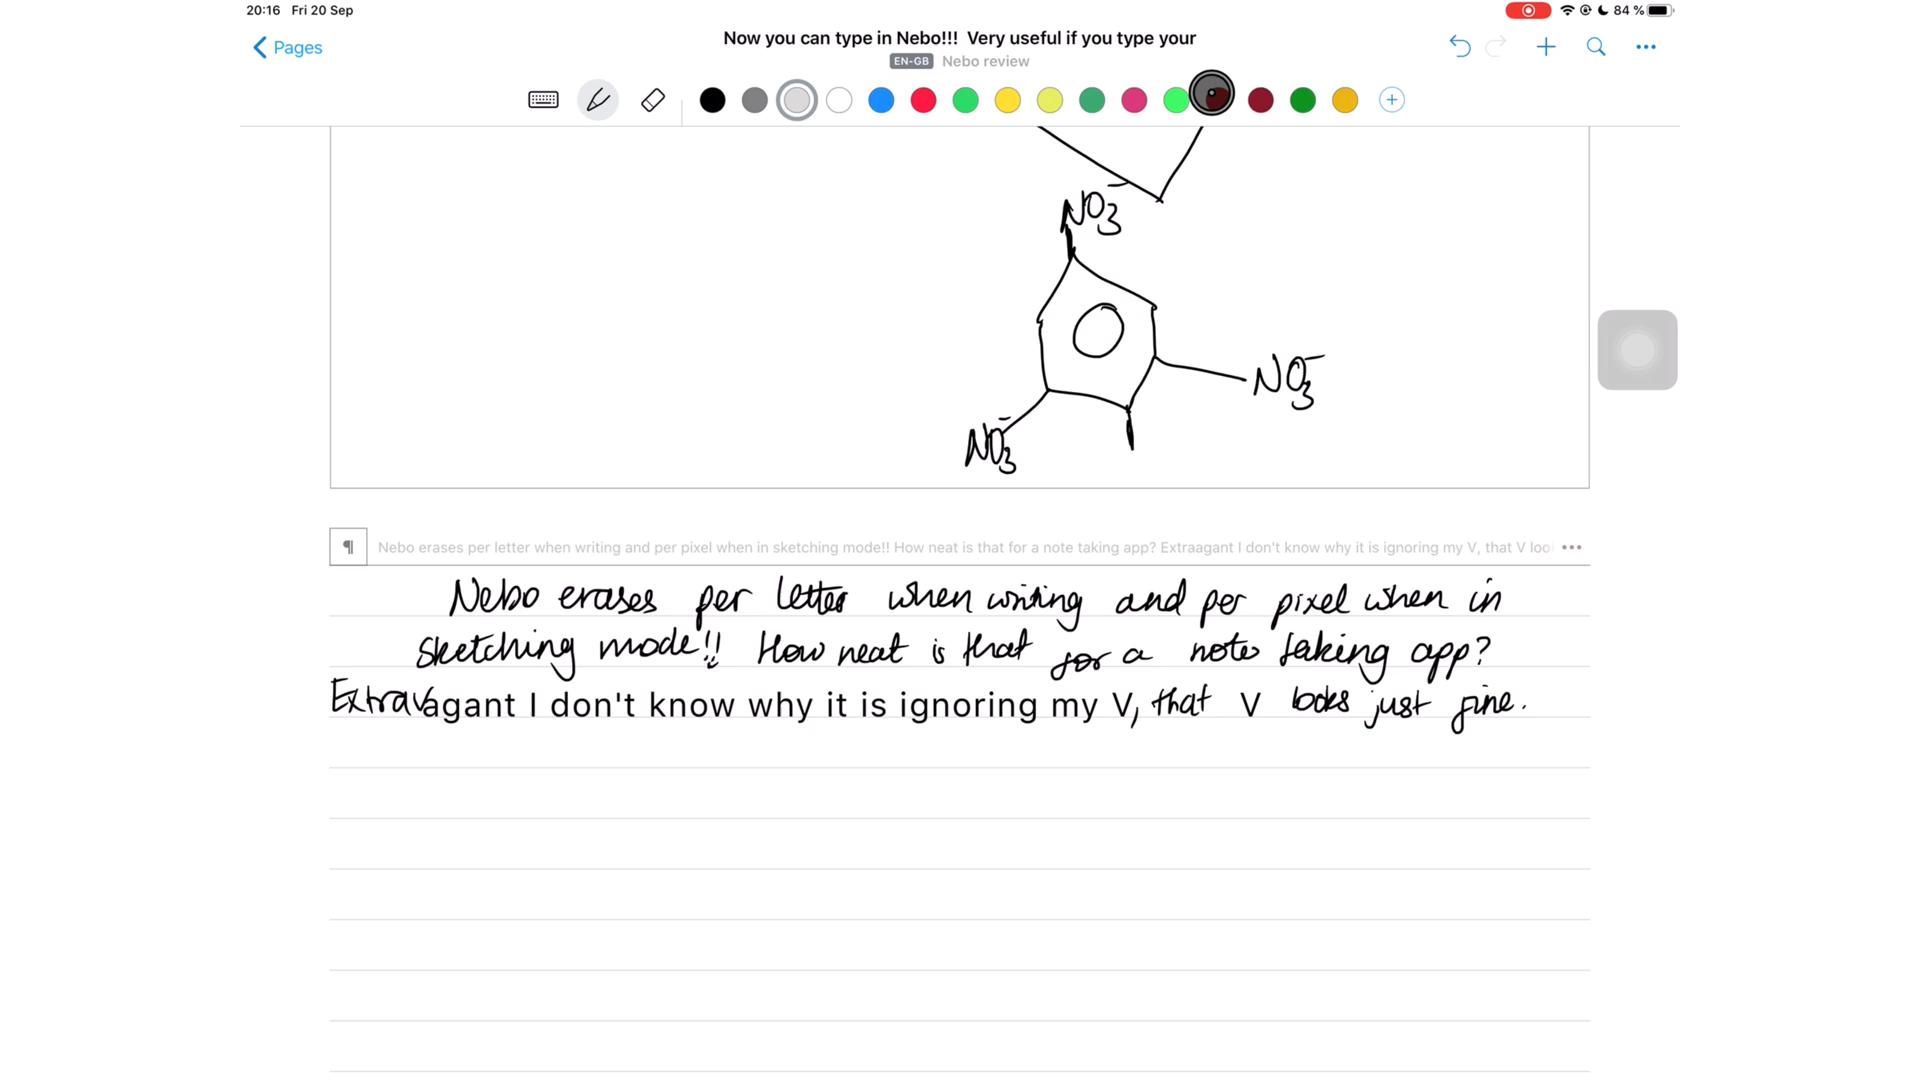 20:16 Fri 20 Sep
84 %
Pages
Now you can type in Nebo!!! Very useful if you type your
EN-GB Nebo review
NO3-
NO3-
NO3-
¶ Nebo erases per letter when writing and per pixel when in sketching mode!! How neat is that for a note taking app? Extraagant I don't know why it is ignoring my V, that V loo
Nebo erases per letter when writing and per pixel when in
sketching mode!! How neat is that for a note taking app?
Extravagant I don't know why it is ignoring my V, that V looks just fine.